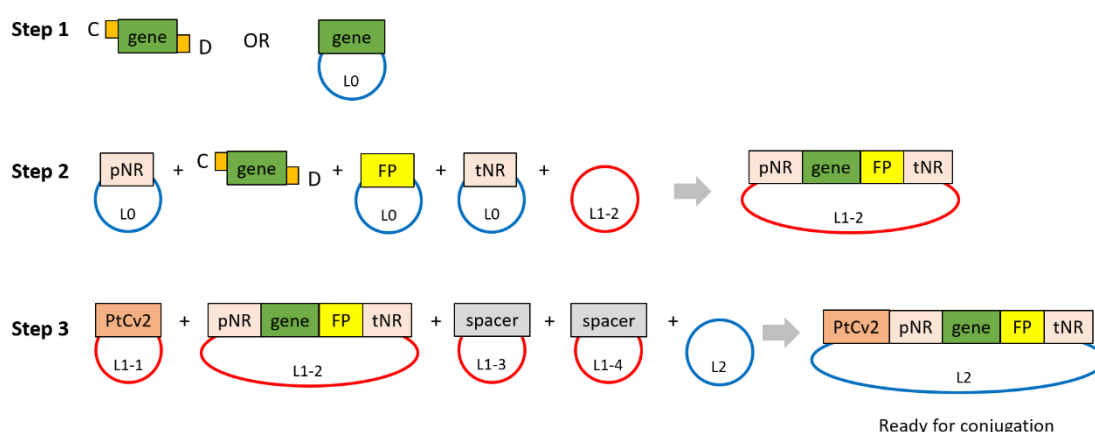 Step 1 C gene D OR gene L0
Step 2 pNR L0 + C gene D + FP L0 + tNR L0 + L1-2 pNR gene FP tNR L1-2
Step 3 PtCv2 L1-1 + pNR gene FP tNR L1-2 + spacer L1-3 + spacer L1-4 + L2 PtCv2 pNR gene FP tNR L2
Ready for conjugation